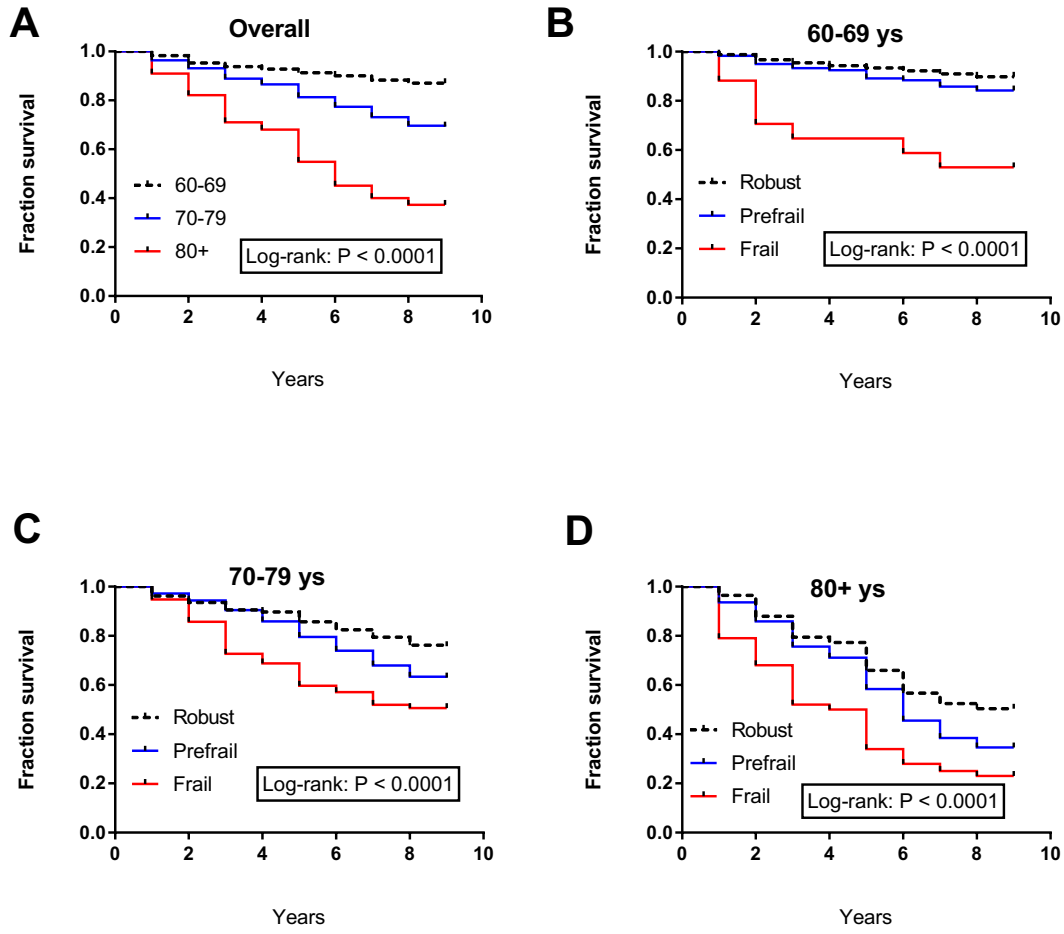 A
Overall
Fraction survival
1.0
0.8
0.6
0.4
0.2
0.0
60-69
70-79
80+
Log-rank: P < 0.0001
0 2 4 6 8 10
Years
B
60-69 ys
Fraction survival
1.0
0.8
0.6
0.4
0.2
0.0
Robust
Prefrail
Frail
Log-rank: P < 0.0001
0 2 4 6 8 10
Years
C
70-79 ys
Fraction survival
1.0
0.8
0.6
0.4
0.2
0.0
Robust
Prefrail
Frail
Log-rank: P < 0.0001
0 2 4 6 8 10
Years
D
80+ ys
Fraction survival
1.0
0.8
0.6
0.4
0.2
0.0
Robust
Prefrail
Frail
Log-rank: P < 0.0001
0 2 4 6 8 10
Years